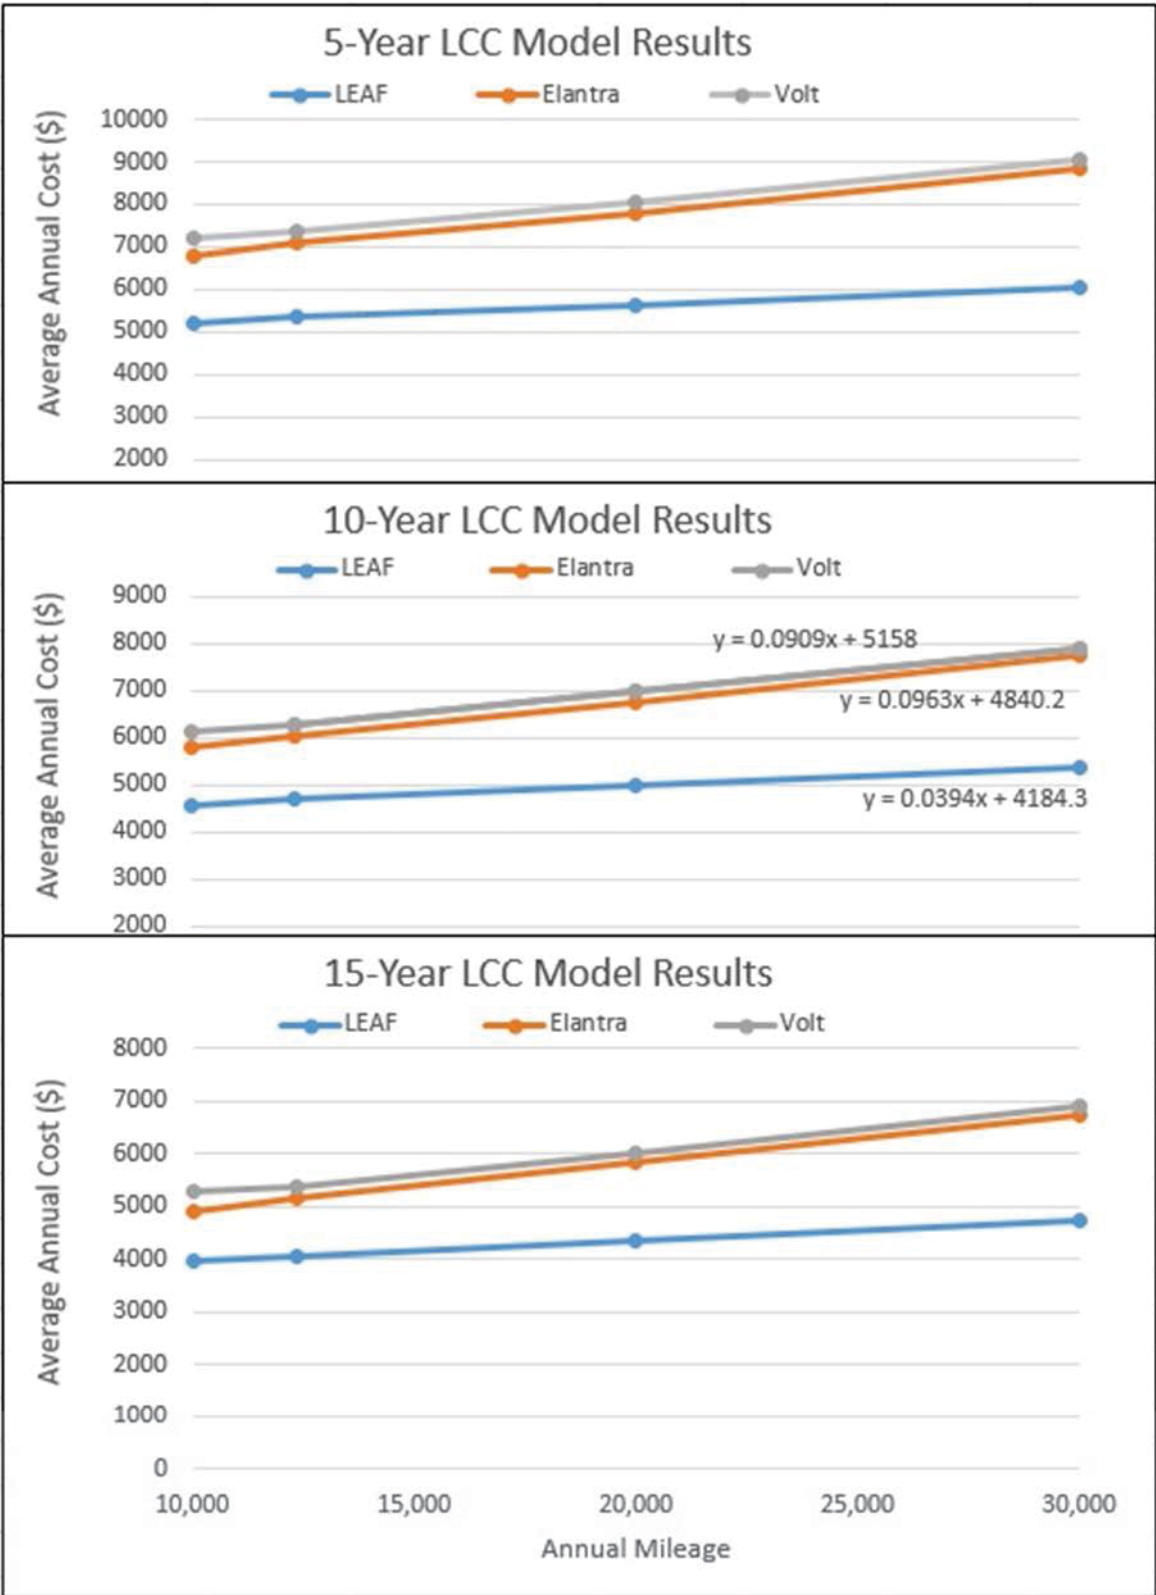 5-Year LCC Model Results
LEAF Elantra Volt
Average Annual Cost ($)
10000
9000
8000
7000
6000
5000
4000
3000
2000
10-Year LCC Model Results
LEAF Elantra Volt
Average Annual Cost ($)
9000
8000
7000
6000
5000
4000
3000
2000
y = 0.0909x + 5158
y = 0.0963x + 4840.2
y = 0.0394x + 4184.3
15-Year LCC Model Results
LEAF Elantra Volt
Average Annual Cost ($)
8000
7000
6000
5000
4000
3000
2000
1000
0
10,000 15,000 20,000 25,000 30,000
Annual Mileage